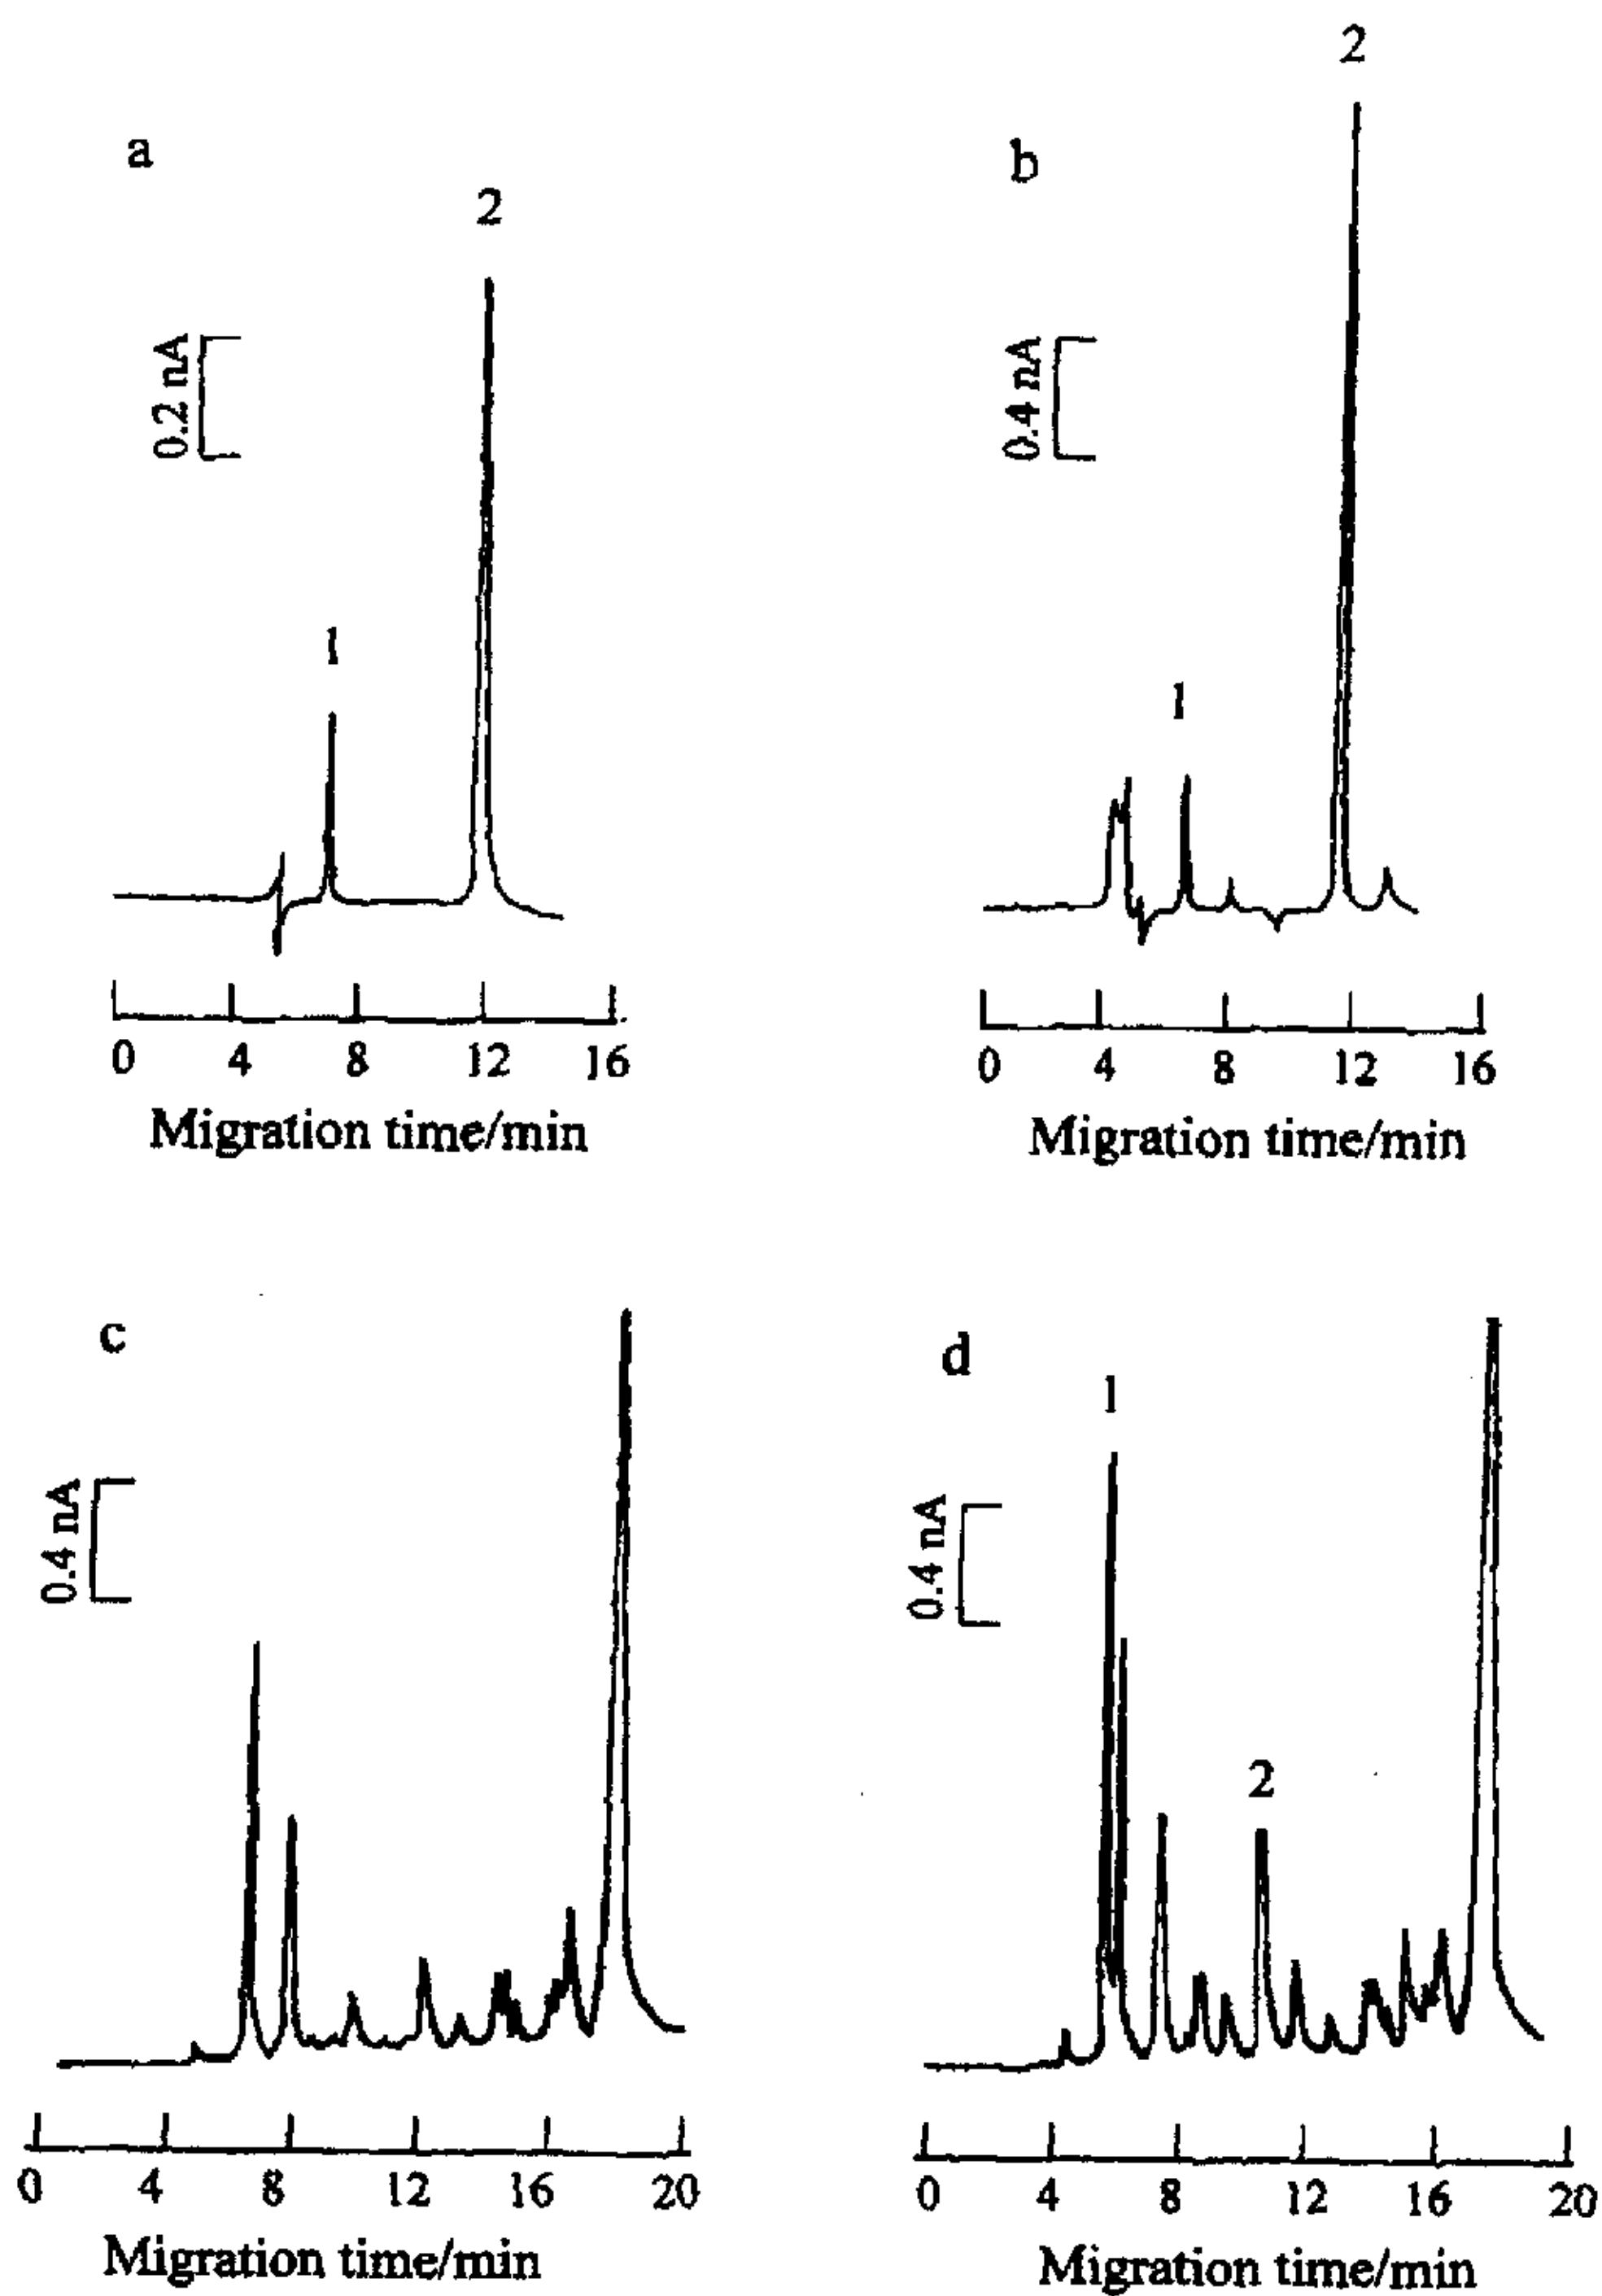 a
2
0.2 nA
1
0 4 8 12 16
Migration time/min
b
2
0.4 nA
1
0 4 8 12 16
Migration time/min
c
0.4 nA
0 4 8 12 16 20
Migration time/min
d
1
0.4 nA
2
0 4 8 12 16 20
Migration time/min